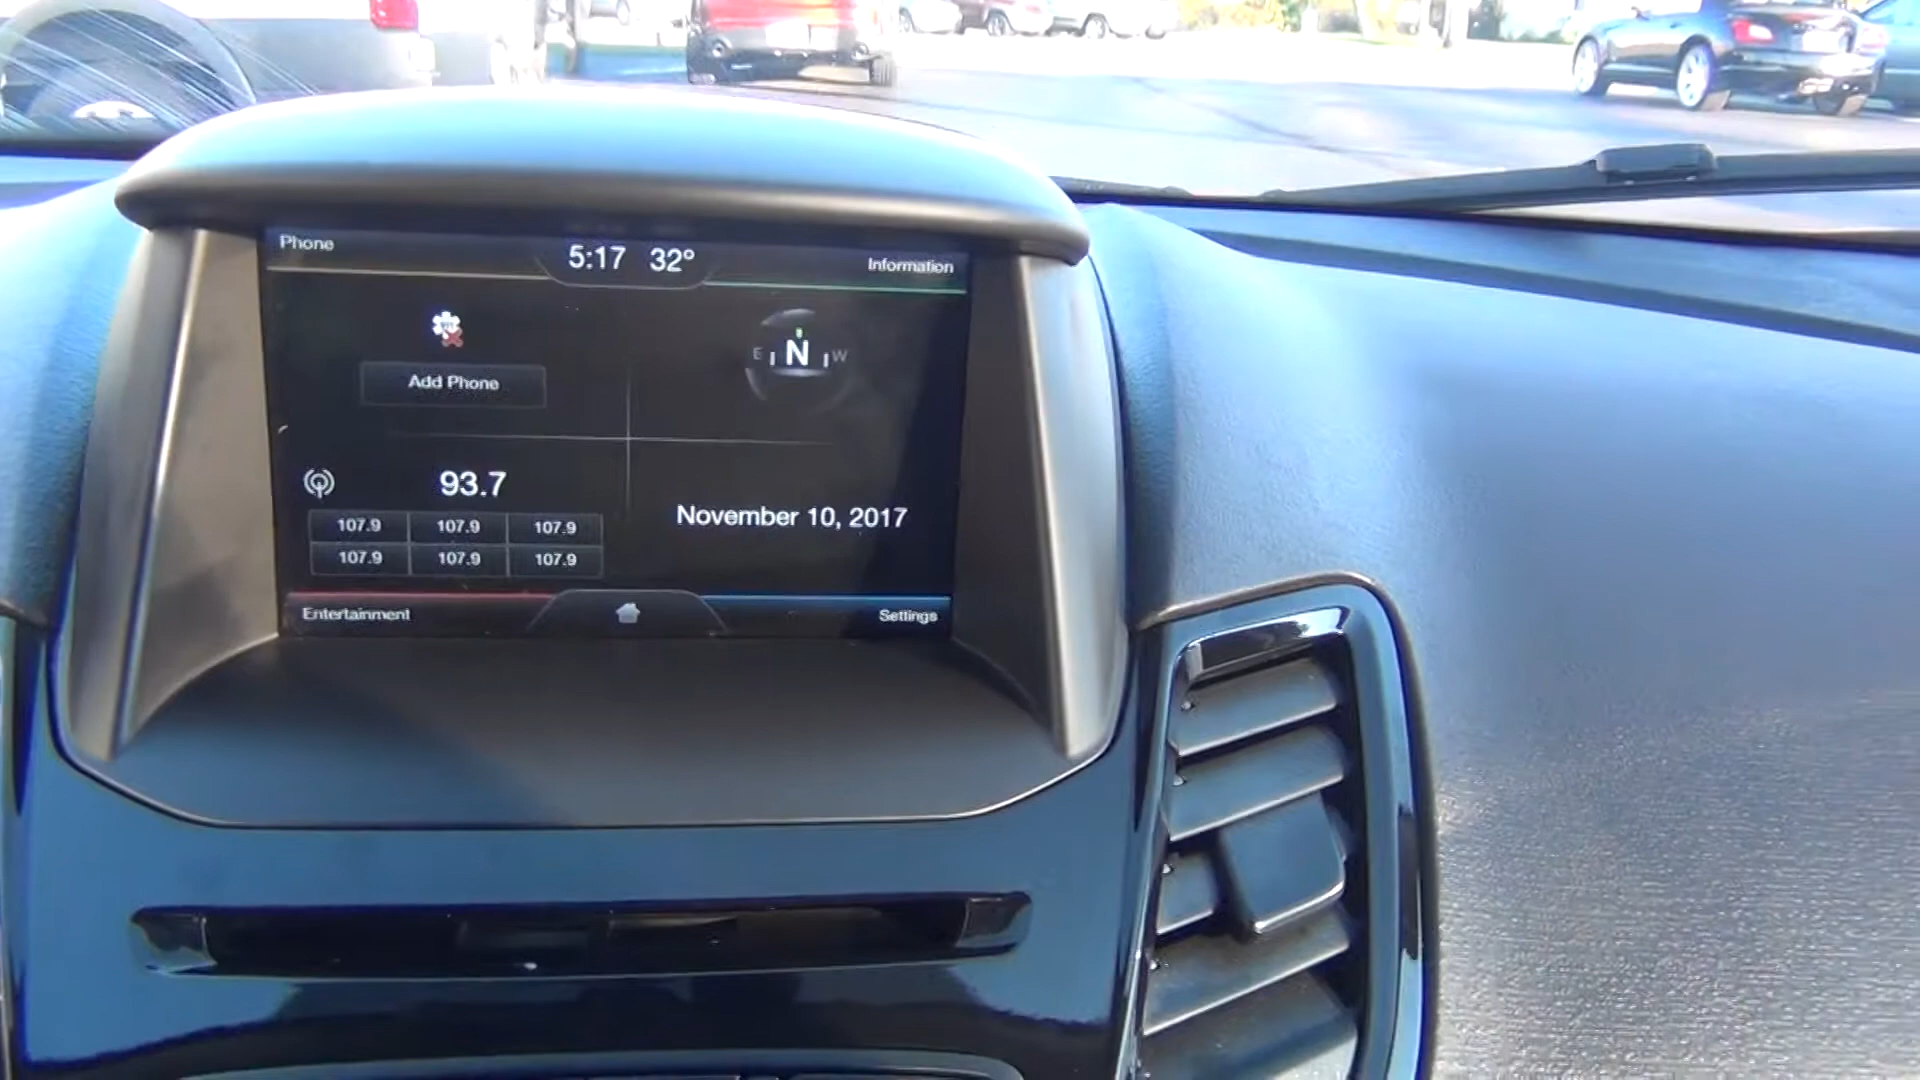 Phone
5:17 32°
Information
Add Phone
E N W
93.7
107.9 107.9 107.9
107.9 107.9 107.9
November 10, 2017
Entertainment
Settings